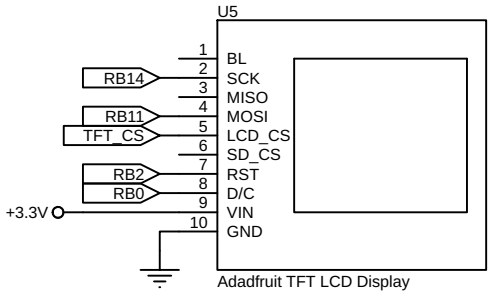 U5
1 BL
RB14 2 SCK
3 MISO
RB11 4 MOSI
TFT_CS 5 LCD_CS
6 SD_CS
RB2 7 RST
RB0 8 D/C
+3.3V 9 VIN
10 GND
Adadfruit TFT LCD Display